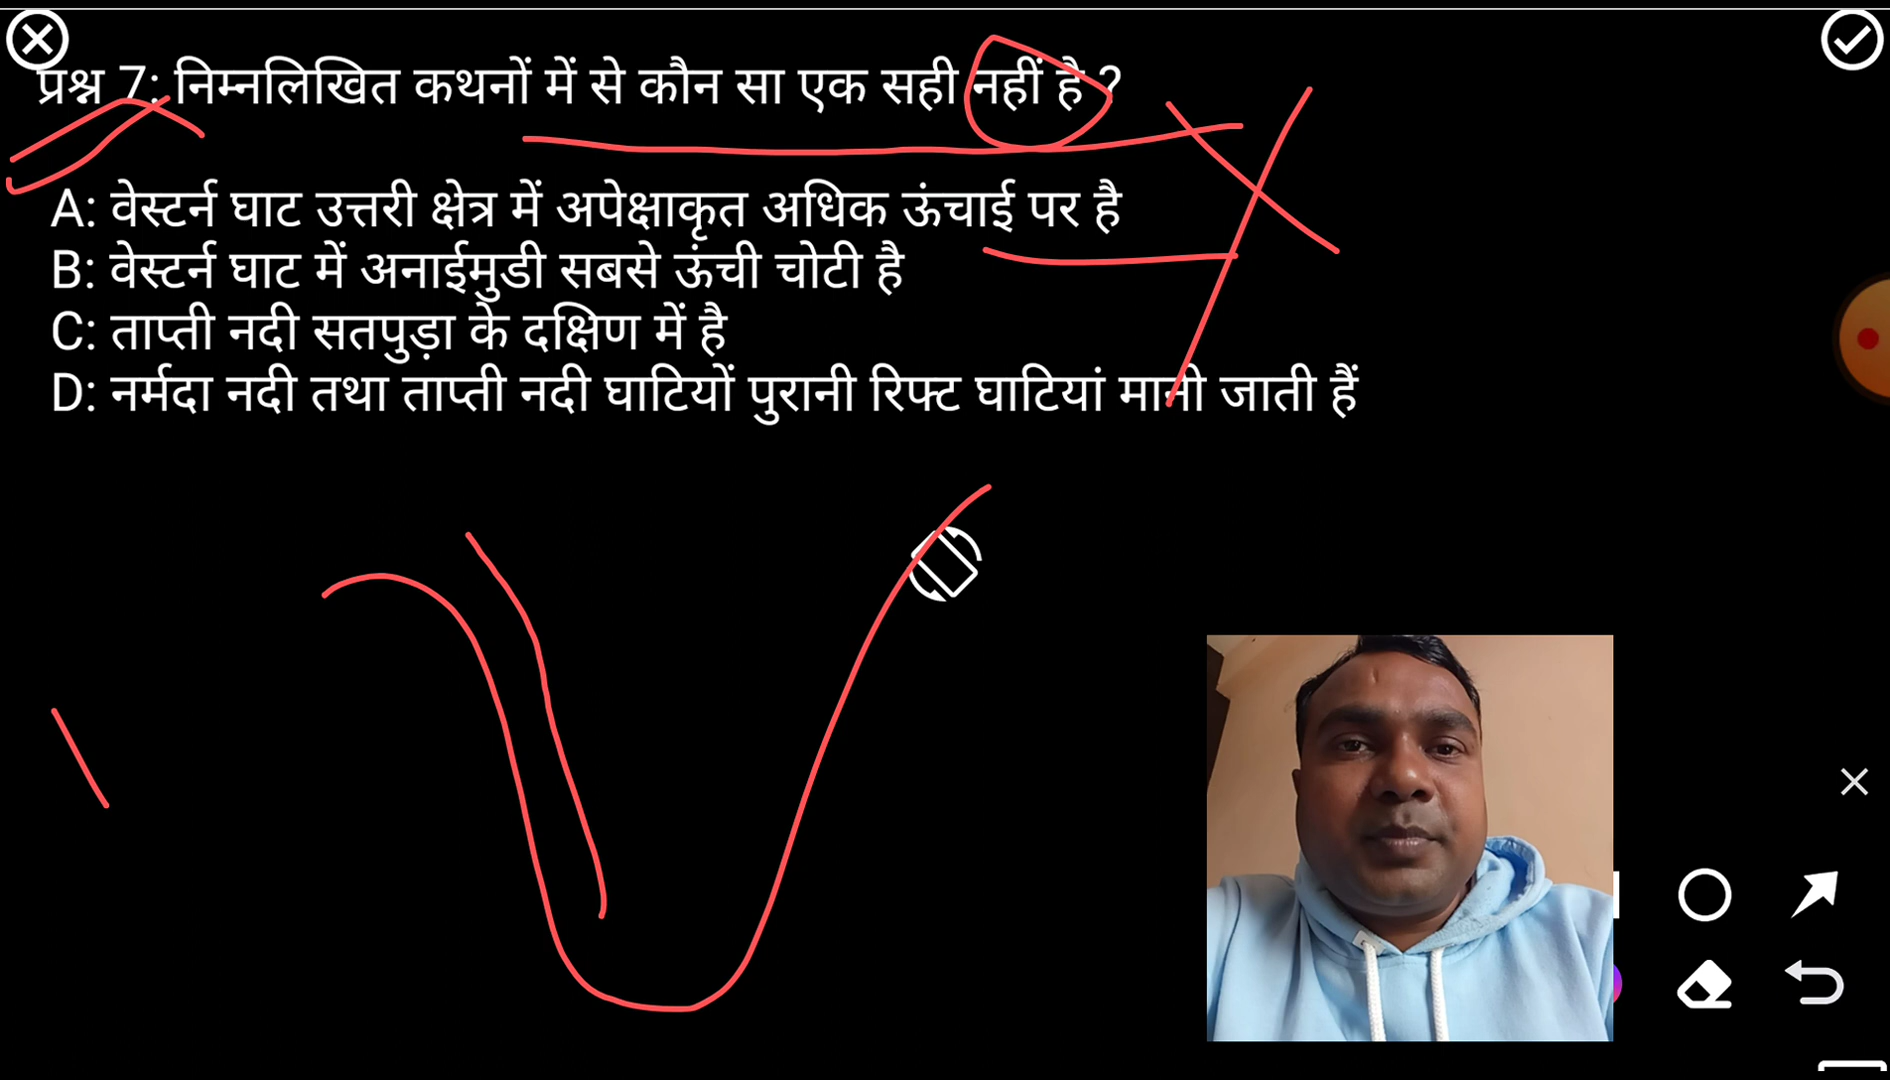 प्रश्न 7: निम्नलिखित कथनों में से कौन सा एक सही नहीं है ?
A: वेस्टर्न घाट उत्तरी क्षेत्र में अपेक्षाकृत अधिक ऊंचाई पर है
B: वेस्टर्न घाट में अनाईमुडी सबसे ऊंची चोटी है
C: ताप्ती नदी सतपुड़ा के दक्षिण में है
D: नर्मदा नदी तथा ताप्ती नदी घाटियों पुरानी रिफ्ट घाटियां मानी जाती हैं